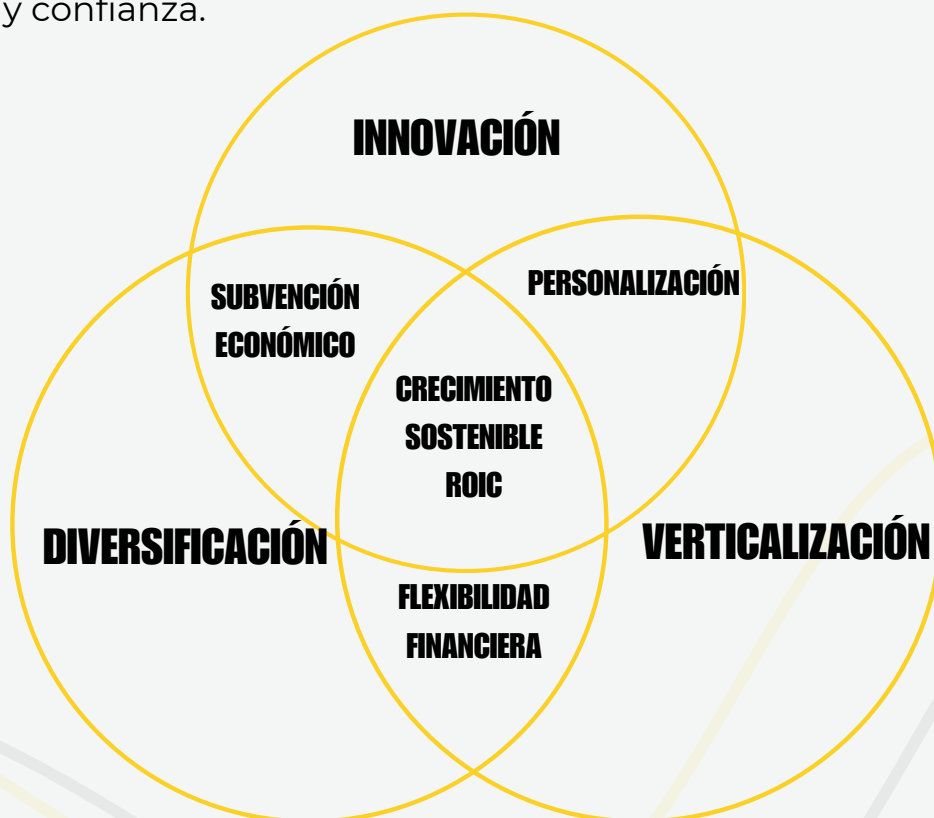 y confianza.
INNOVACIÓN
PERSONALIZACIÓN
SUBVENCIÓN
ECONÓMICO
CRECIMIENTO
SOSTENIBLE
ROIC
DIVERSIFICACIÓN
VERTICALIZACIÓN
FLEXIBILIDAD
FINANCIERA